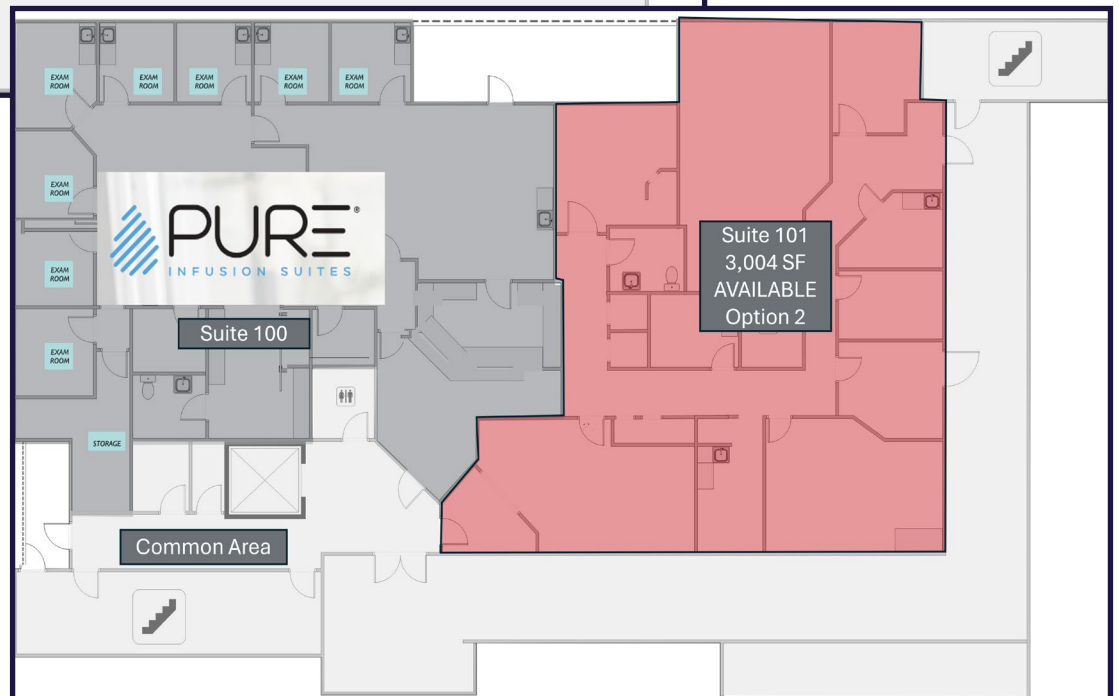 EXAM
ROOM
EXAM
ROOM
EXAM
ROOM
EXAM
ROOM
EXAM
ROOM
EXAM
ROOM
PURE®
INFUSION SUITES
EXAM
ROOM
Suite 100
EXAM
ROOM
STORAGE
Common Area
Suite 101
3,004 SF
AVAILABLE
Option 2